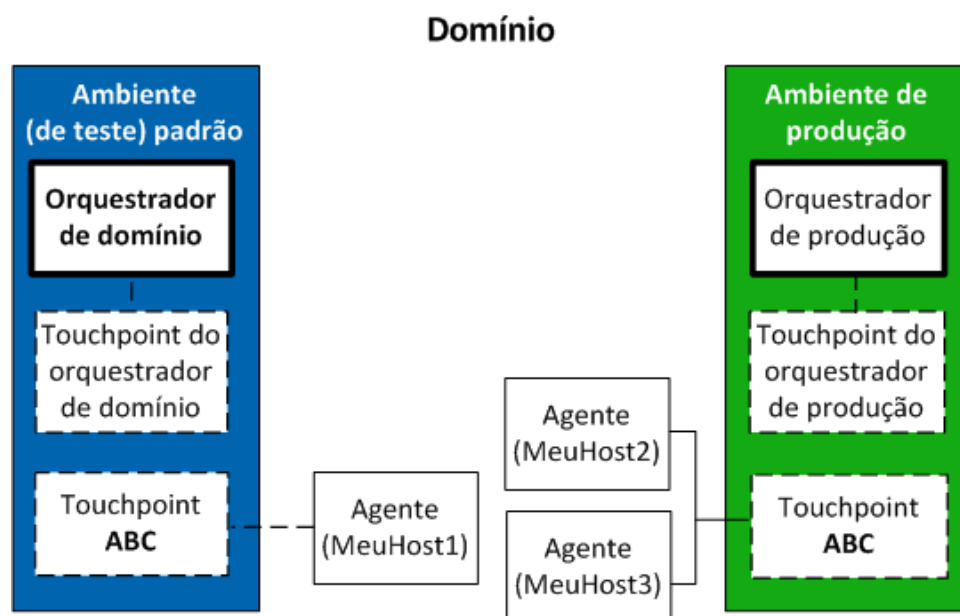 Domínio
Ambiente
(de teste) padrão
Orquestrador
de domínio
Touchpoint do
orquestrador
de domínio
Touchpoint
ABC
Agente
(MeuHost1)
Agente
(MeuHost2)
Agente
(MeuHost3)
Ambiente de
produção
Orquestrador
de produção
Touchpoint do
orquestrador
de produção
Touchpoint
ABC